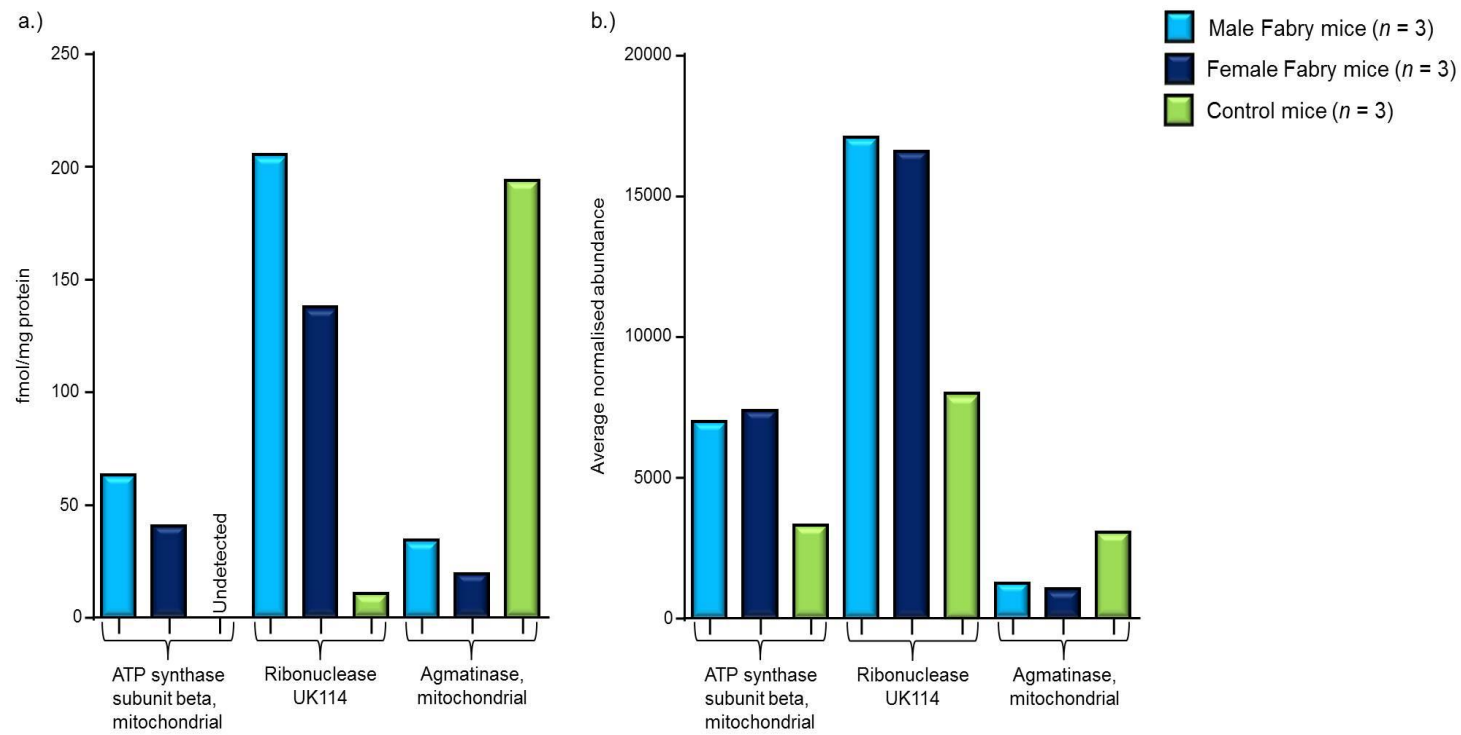 a.)
250
200
150
100
50
0
fmol/mg protein
Undetected
ATP synthase
subunit beta,
mitochondrial
Ribonuclease
UK114
Agmatinase,
mitochondrial
b.)
20000
15000
10000
5000
0
Average normalised abundance
ATP synthase
subunit beta,
mitochondrial
Ribonuclease
UK114
Agmatinase,
mitochondrial
Male Fabry mice (n = 3)
Female Fabry mice (n = 3)
Control mice (n = 3)